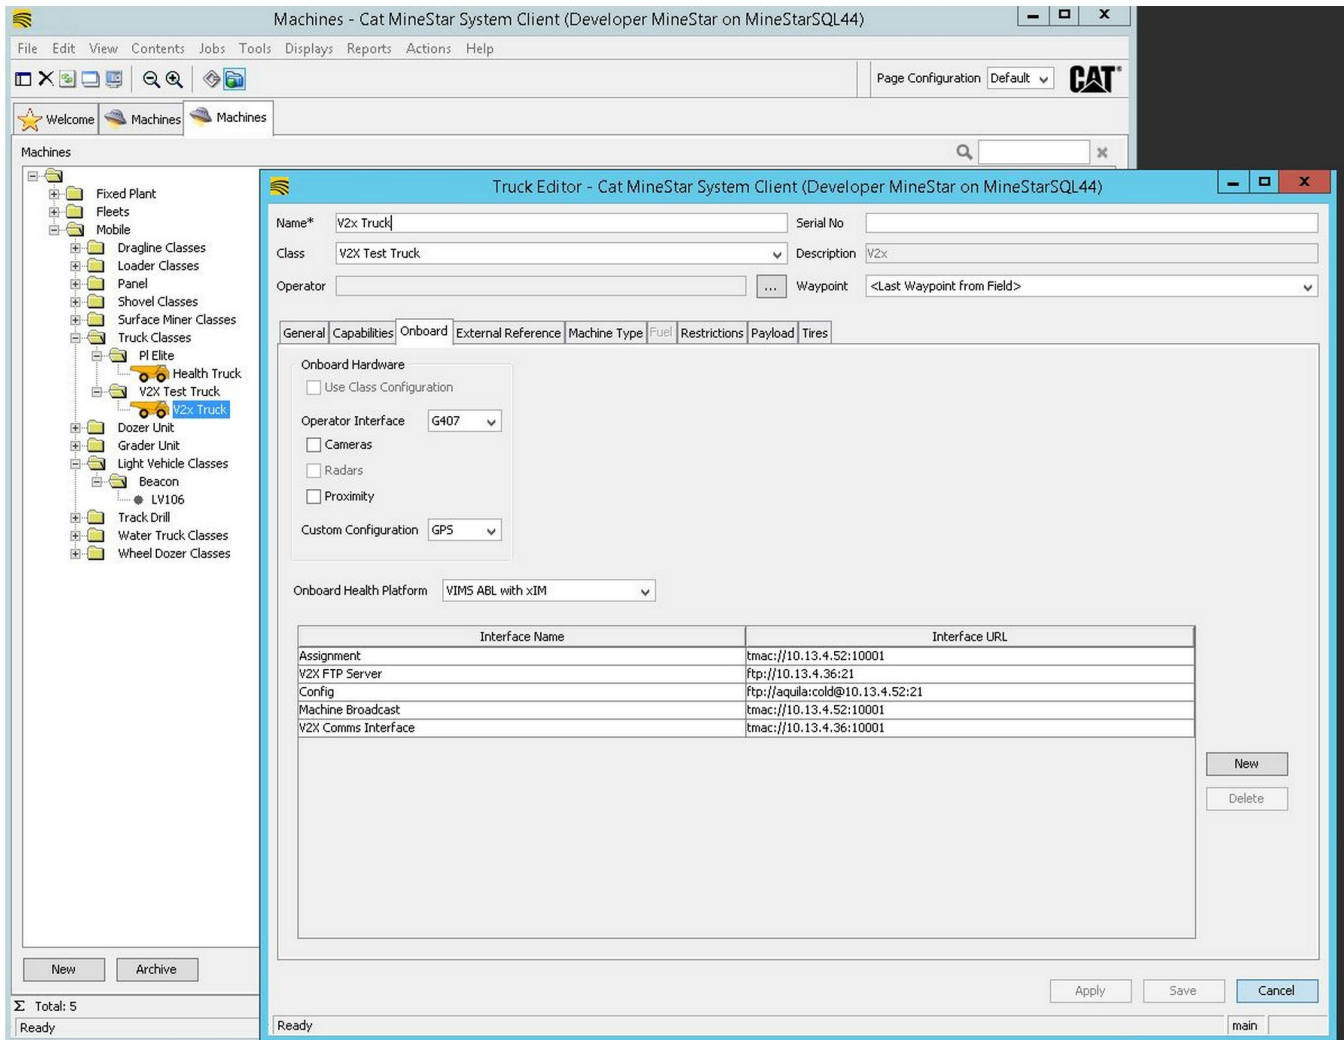 Machines - Cat MineStar System Client (Developer MineStar on MineStarSQL44)
File Edit View Contents Jobs Tools Displays Reports Actions Help
Page Configuration Default
CAT
Welcome Machines Machines
Machines
Fixed Plant
Fleets
Mobile
Dragline Classes
Loader Classes
Panel
Shovel Classes
Surface Miner Classes
Truck Classes
Pl Elite
Health Truck
V2X Test Truck
V2x Truck
Dozer Unit
Grader Unit
Light Vehicle Classes
Beacon
LV106
Track Drill
Water Truck Classes
Wheel Dozer Classes
New Archive
Σ Total: 5
Ready
Truck Editor - Cat MineStar System Client (Developer MineStar on MineStarSQL44)
Name* V2x Truck Serial No
Class V2X Test Truck Description V2x
Operator ... Waypoint <Last Waypoint from Field>
General Capabilities Onboard External Reference Machine Type Fuel Restrictions Payload Tires
Onboard Hardware
Use Class Configuration
Operator Interface G407
Cameras
Radars
Proximity
Custom Configuration GPS
Onboard Health Platform VIMS ABL with xIM
Interface Name Interface URL
Assignment tmac://10.13.4.52:10001
V2X FTP Server ftp://10.13.4.36:21
Config ftp://aquila:cold@10.13.4.52:21
Machine Broadcast tmac://10.13.4.52:10001
V2X Comms Interface tmac://10.13.4.36:10001
New
Delete
Apply Save Cancel
Ready main